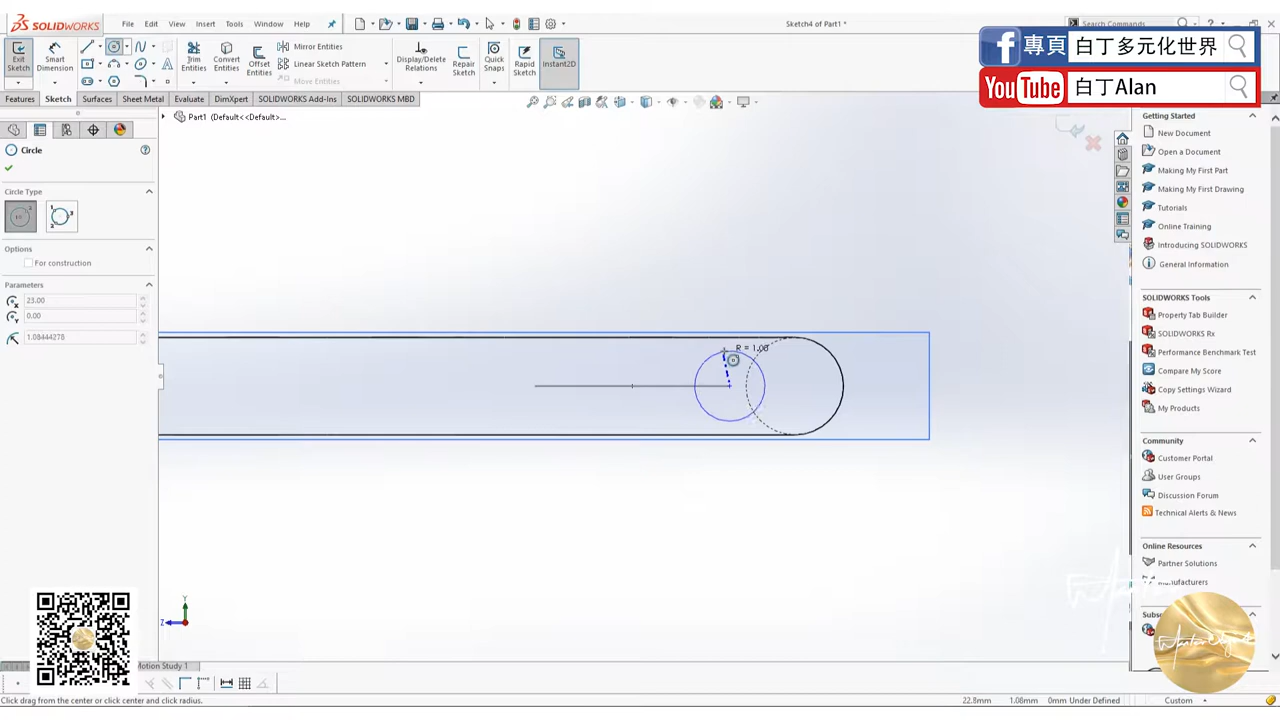 SOLIDWORKS
File
Edit
View
Insert
Tools
Window
Help
Sketch4 of Part1 *
Search Commands
Exit Sketch
Smart Dimension
Trim Entities
Convert Entities
Offset Entities
Mirror Entities
Linear Sketch Pattern
Move Entities
Display/Delete Relations
Repair Sketch
Quick Snaps
Rapid Sketch
Instant2D
專頁 白丁多元化世界
YouTube 白丁Alan
Features
Sketch
Surfaces
Sheet Metal
Evaluate
DimXpert
SOLIDWORKS Add-Ins
SOLIDWORKS MBD
Part1 (Default<<Default>...
Circle
Circle Type
Options
For construction
Parameters
23.00
0.00
1.08444278
Y
Z
Getting Started
New Document
Open a Document
Making My First Part
Making My First Drawing
Tutorials
Online Training
Introducing SOLIDWORKS
General Information
SOLIDWORKS Tools
Property Tab Builder
SOLIDWORKS Rx
Performance Benchmark Test
Compare My Score
Copy Settings Wizard
My Products
Community
Customer Portal
User Groups
Discussion Forum
Technical Alerts & News
Online Resources
Partner Solutions
Manufacturers
Motion Study 1
Click drag from the center or click center and click radius.
22.8mm
1.08mm
0mm Under Defined
Custom